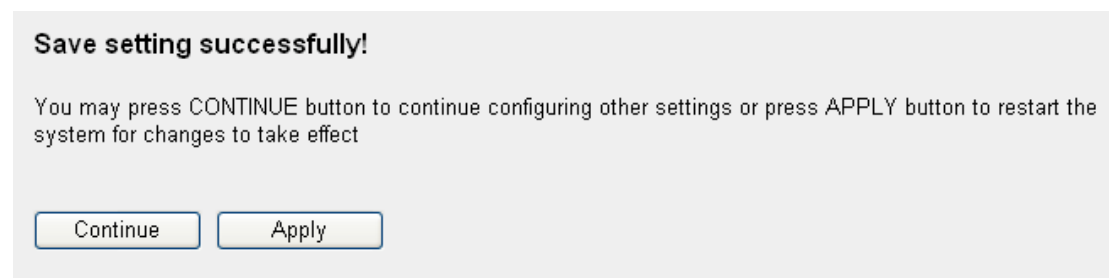 Save setting successfully!
You may press CONTINUE button to continue configuring other settings or press APPLY button to restart the
system for changes to take effect
Continue Apply